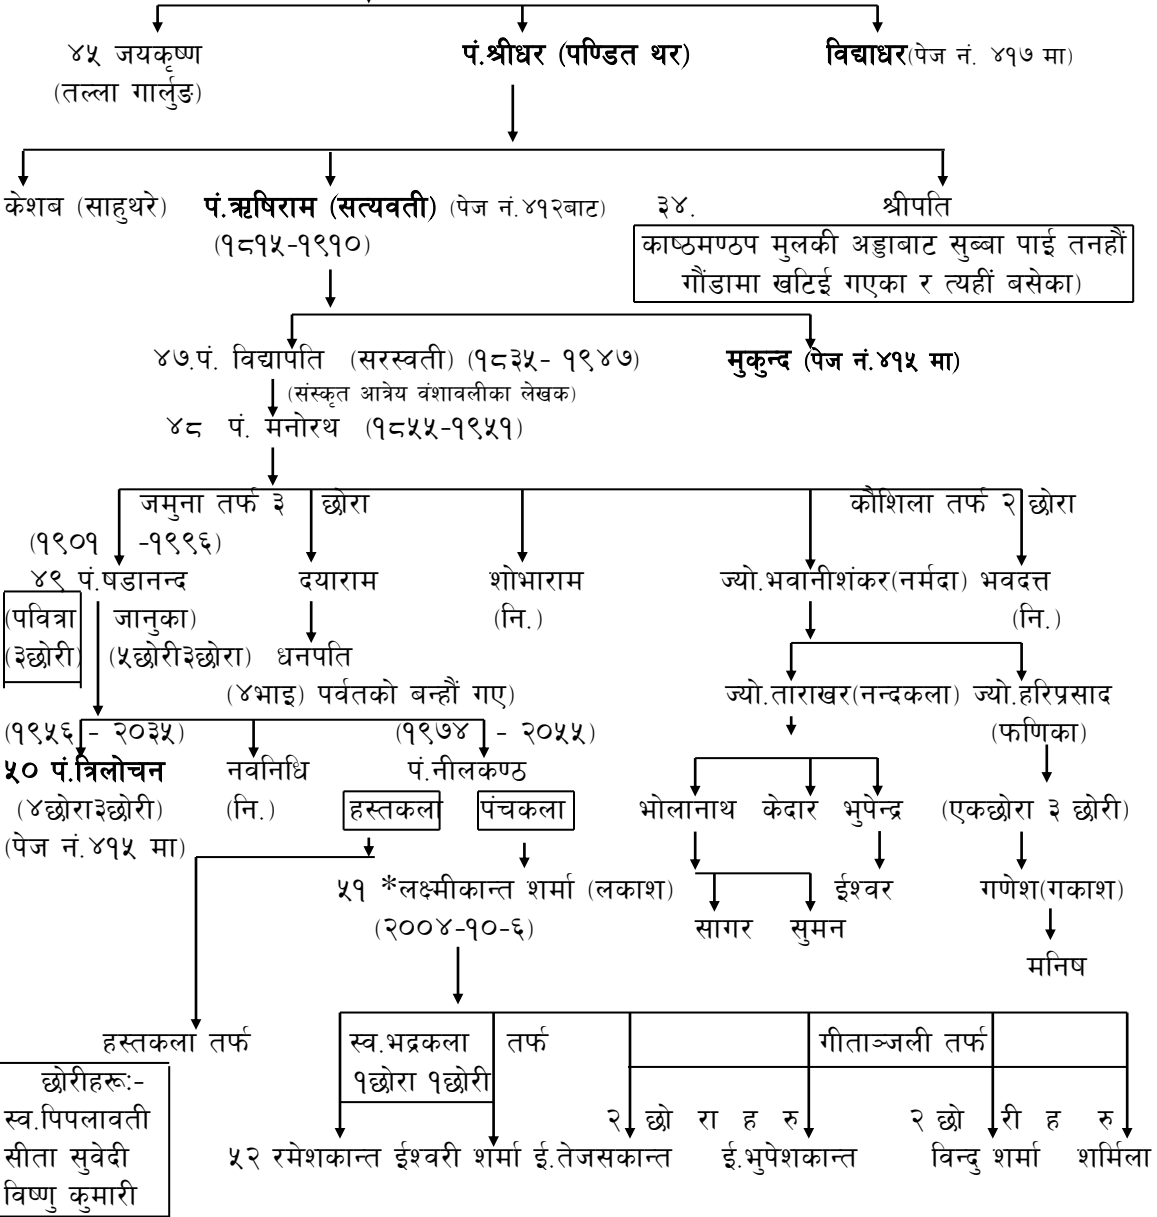 ४५ जयकृष्ण पं.श्रीधर (पण्डित थर) विद्याधर(पेज नं. ४१७ मा)
(तल्ला गार्लुङ)
केशब (साहुथरे) पं.ऋषिराम (सत्यवती) (पेज नं.४१२बाट) ३४. श्रीपति
(१८१५-१९१०) काष्ठमण्ठप मुलकी अड्डाबाट सुब्बा पाई तनहौं
गौंडामा खटिई गएका र त्यहीं बसेका)
४७.पं. विद्यापति (सरस्वती) (१८३५- १९४७) मुकुन्द (पेज नं.४१५ मा)
(संस्कृत आत्रेय वंशावलीका लेखक)
४८ पं. मनोरथ (१८५५-१९५१)
जमुना तर्फ ३ छोरा कौशिला तर्फ २ छोरा
(१९०१ -१९९६)
४९ पं.षडानन्द दयाराम शोभाराम ज्यो.भवानीशंकर(नर्मदा) भवदत्त
(पवित्रा जानुका) (नि.) (नि.)
(३छोरी) (५छोरी३छोरा) धनपति
(४भाइ) पर्वतको बन्हौं गए) ज्यो.ताराखर(नन्दकला) ज्यो.हरिप्रसाद
(१९५६ - २०३५) (१९७४ - २०५५) (फणिका)
५० पं.त्रिलोचन नवनिधि पं.नीलकण्ठ
(४छोरा३छोरी) (नि.) हस्तकला पंचकला भोलानाथ केदार भुपेन्द्र (एकछोरा ३ छोरी)
(पेज नं.४१५ मा)
५१ *लक्ष्मीकान्त शर्मा (लकाश) ईश्वर गणेश(गकाश)
(२००४-१०-६) सागर सुमन
मनिष
हस्तकला तर्फ स्व.भद्रकला तर्फ गीताञ्जली तर्फ
छोरीहरूः- १छोरा १छोरी
स्व.पिपलावती २ छो रा ह रु २ छो री ह रु
सीता सुवेदी ५२ रमेशकान्त ईश्वरी शर्मा ई.तेजसकान्त ई.भुपेशकान्त विन्दु शर्मा शर्मिला
विष्णु कुमारी